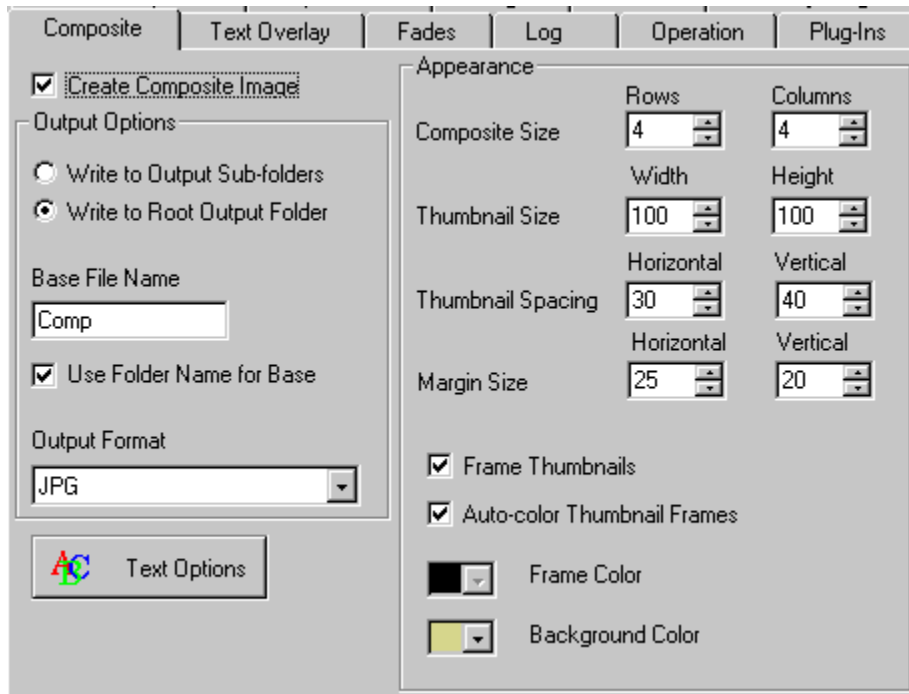 Composite Text Overlay Fades Log Operation Plug-Ins
Create Composite Image
Output Options
Write to Output Sub-folders
Write to Root Output Folder
Base File Name
Comp
Use Folder Name for Base
Output Format
JPG
ABC Text Options
Appearance
Rows Columns
Composite Size 4 4
Width Height
Thumbnail Size 100 100
Horizontal Vertical
Thumbnail Spacing 30 40
Horizontal Vertical
Margin Size 25 20
Frame Thumbnails
Auto-color Thumbnail Frames
Frame Color
Background Color